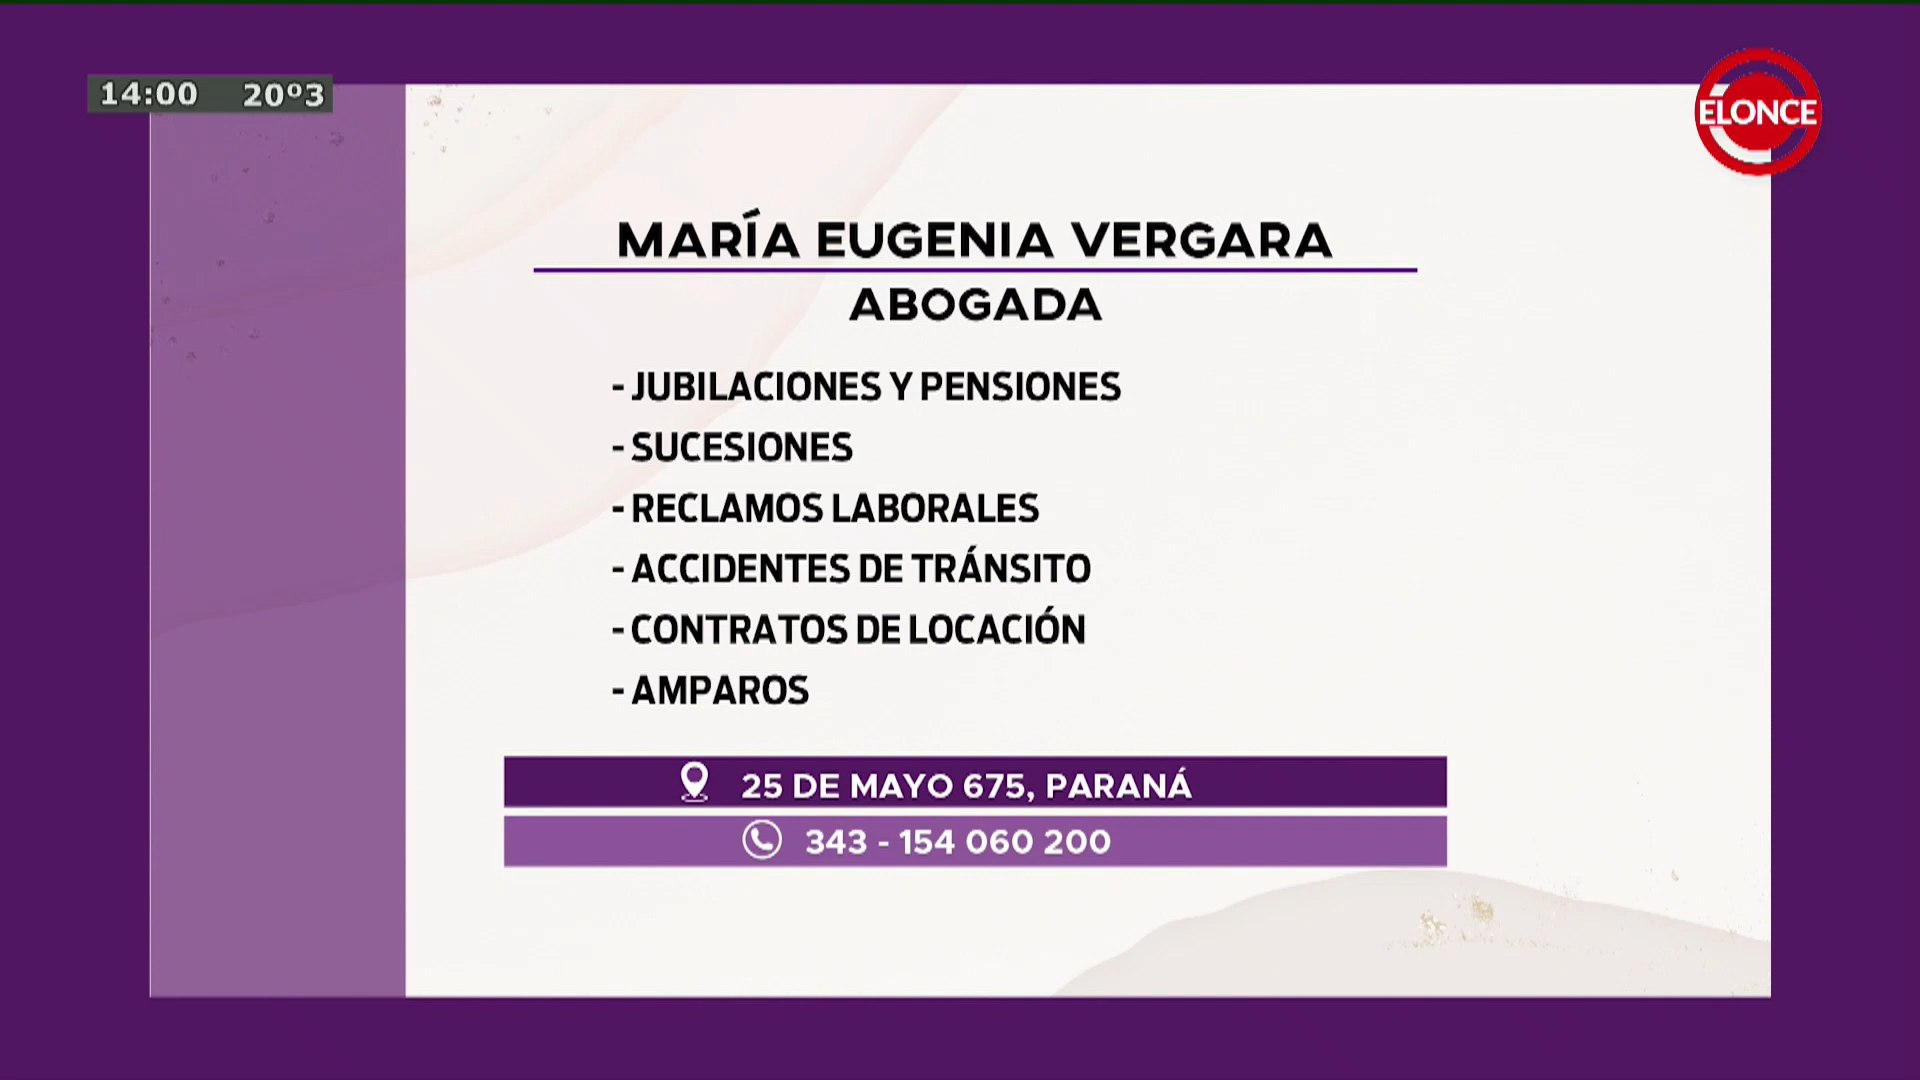 14:00 20º3
ELONCE
MARÍA EUGENIA VERGARA
ABOGADA
- JUBILACIONES Y PENSIONES
- SUCESIONES
- RECLAMOS LABORALES
- ACCIDENTES DE TRÁNSITO
- CONTRATOS DE LOCACIÓN
- AMPAROS
25 DE MAYO 675, PARANÁ
343 - 154 060 200